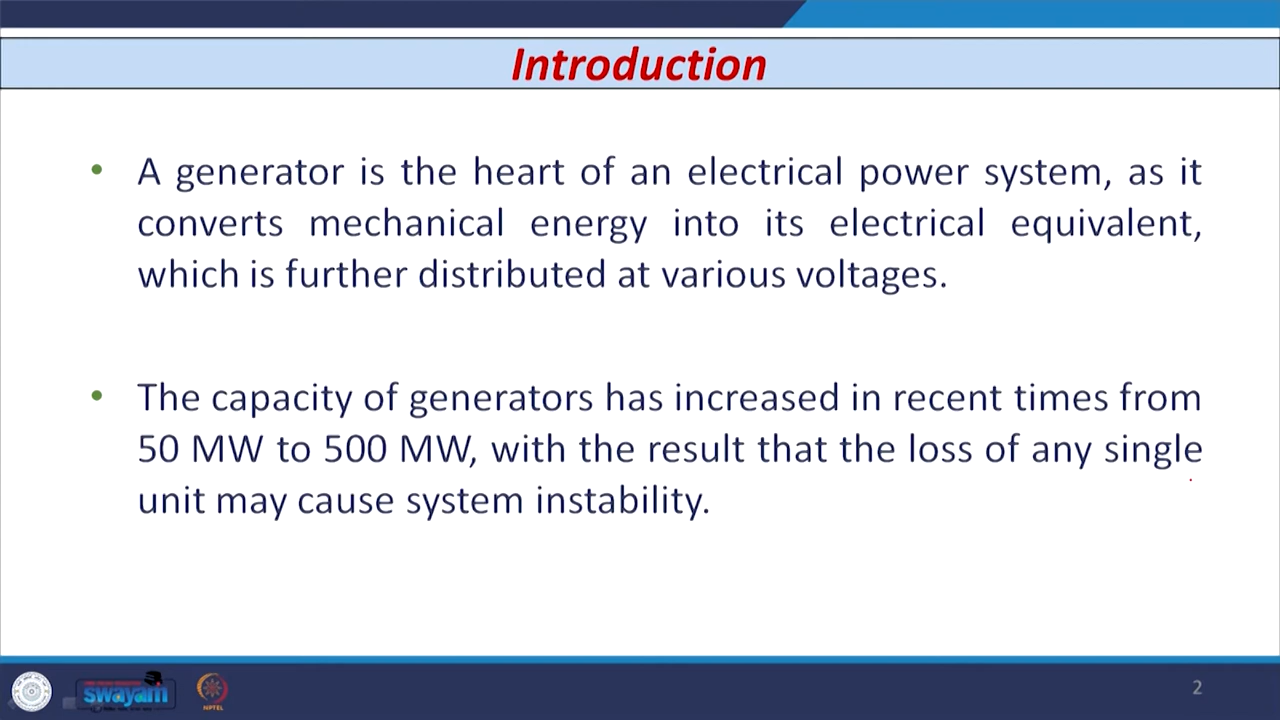 Introduction
• A generator is the heart of an electrical power system, as it
converts mechanical energy into its electrical equivalent,
which is further distributed at various voltages.
• The capacity of generators has increased in recent times from
50 MW to 500 MW, with the result that the loss of any single
unit may cause system instability.
swayam
NPTEL
2